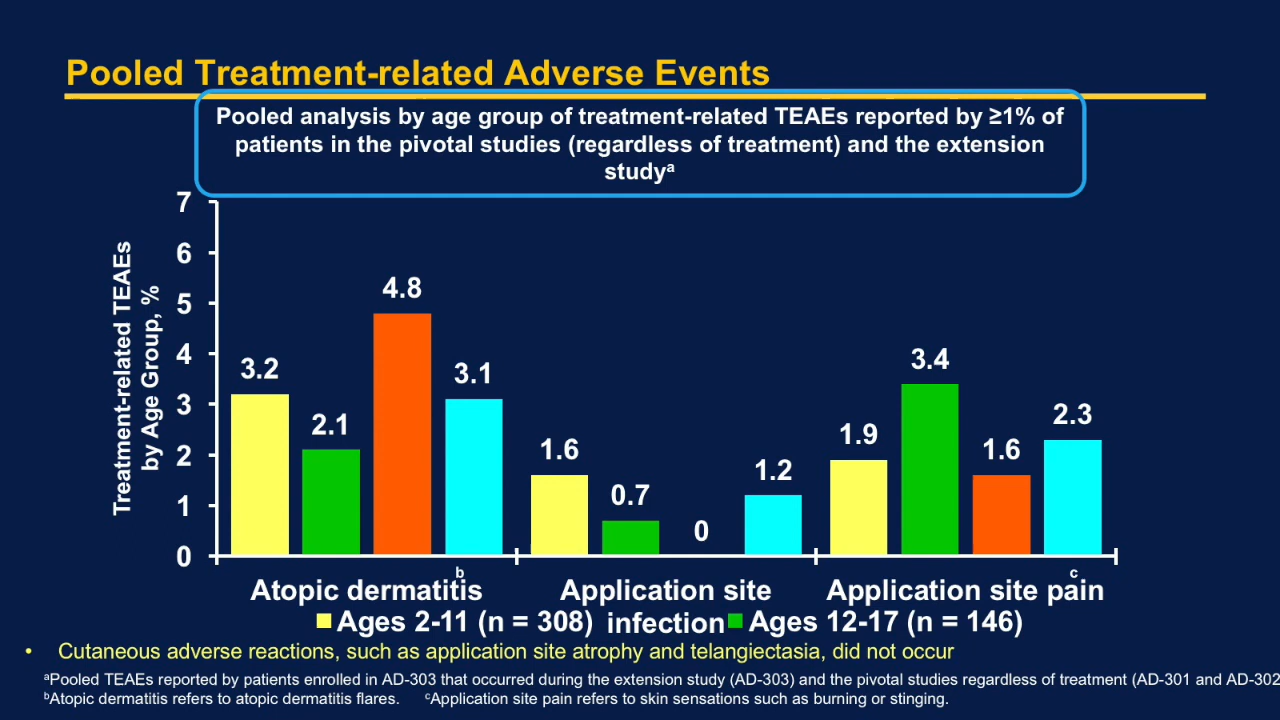 Pooled Treatment-related Adverse Events
Pooled analysis by age group of treatment-related TEAEs reported by ≥1% of
patients in the pivotal studies (regardless of treatment) and the extension
studyᵃ
Treatment-related TEAEs
by Age Group, %
7
6
5
4
3
2
1
0
3.2
2.1
4.8
3.1
1.6
0.7
0
1.2
1.9
3.4
1.6
2.3
Atopic dermatitisᵇ
Application site
infection
Application site painᶜ
Ages 2-11 (n = 308)
Ages 12-17 (n = 146)
• Cutaneous adverse reactions, such as application site atrophy and telangiectasia, did not occur
ᵃPooled TEAEs reported by patients enrolled in AD-303 that occurred during the extension study (AD-303) and the pivotal studies regardless of treatment (AD-301 and AD-302
ᵇAtopic dermatitis refers to atopic dermatitis flares. ᶜApplication site pain refers to skin sensations such as burning or stinging.